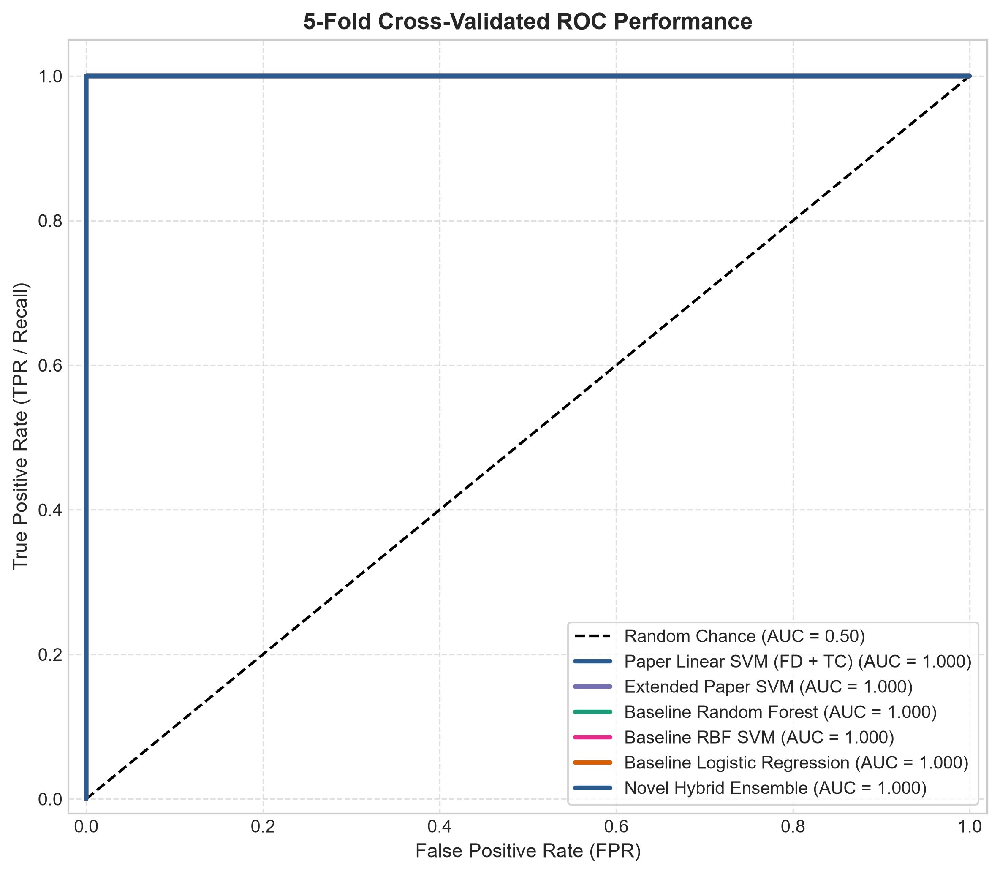 5-Fold Cross-Validated ROC Performance
True Positive Rate (TPR / Recall)
1.0
0.8
0.6
0.4
0.2
0.0
Random Chance (AUC = 0.50)
Paper Linear SVM (FD + TC) (AUC = 1.000)
Extended Paper SVM (AUC = 1.000)
Baseline Random Forest (AUC = 1.000)
Baseline RBF SVM (AUC = 1.000)
Baseline Logistic Regression (AUC = 1.000)
Novel Hybrid Ensemble (AUC = 1.000)
0.0 0.2 0.4 0.6 0.8 1.0
False Positive Rate (FPR)